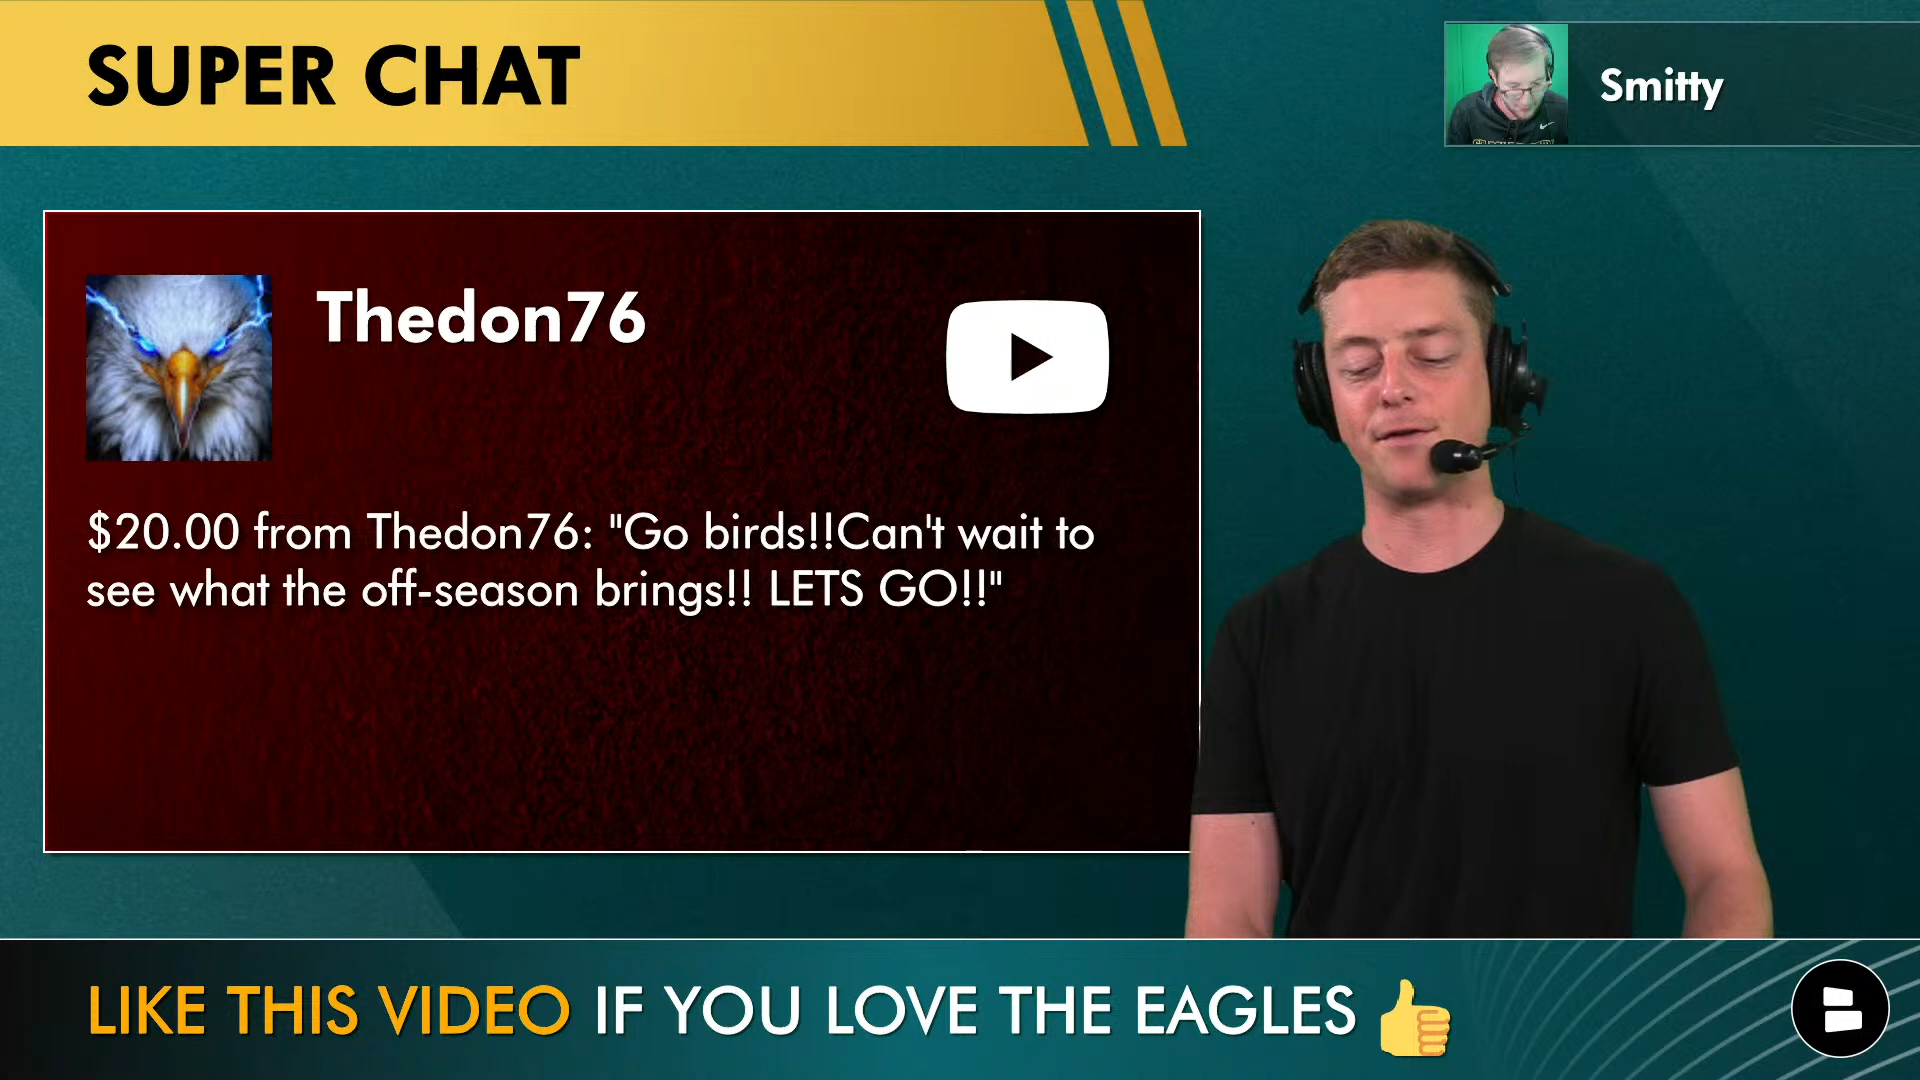 SUPER CHAT
Smitty
Thedon76
$20.00 from Thedon76: "Go birds!!Can't wait to
see what the off-season brings!! LETS GO!!"
LIKE THIS VIDEO IF YOU LOVE THE EAGLES